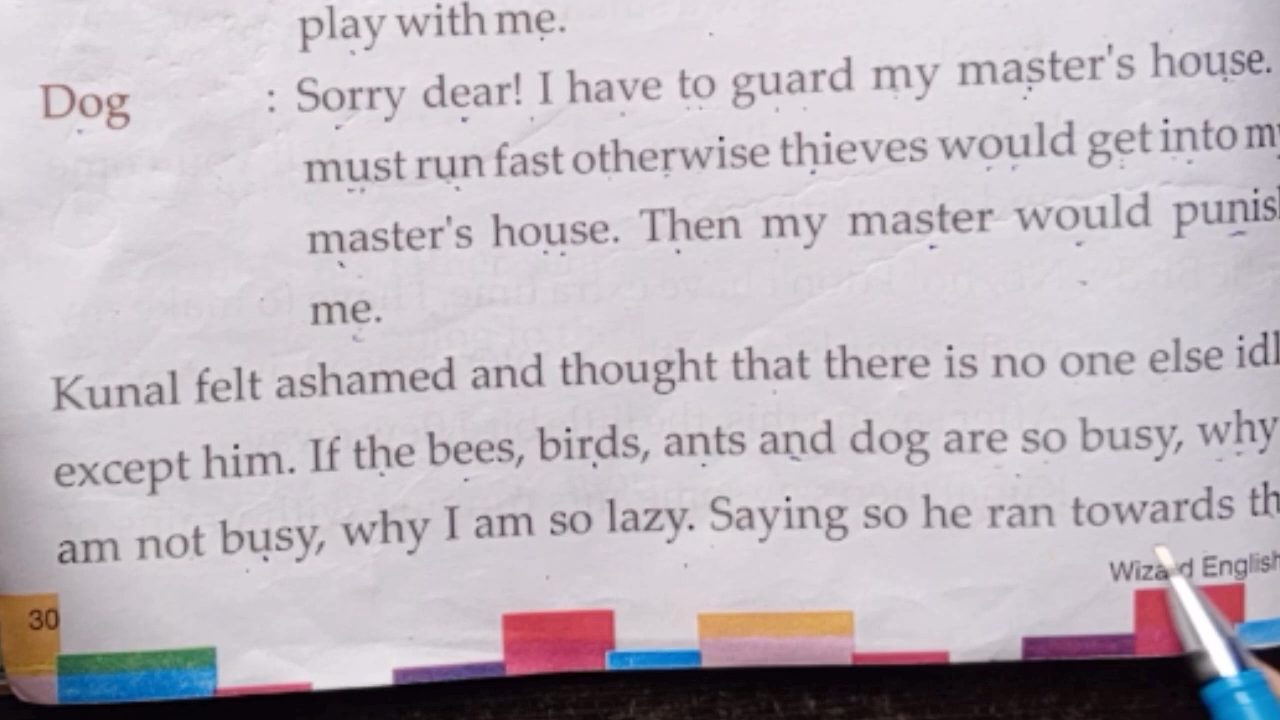 play with me.
Dog : Sorry dear! I have to guard my master's house.
must run fast otherwise thieves would get into
master's house. Then my master would
me.
Kunal felt ashamed and thought that there is no one else
except him. If the bees, birds, ants and dog are so busy, why
am not busy, why I am so lazy. Saying so he ran towards
English
30